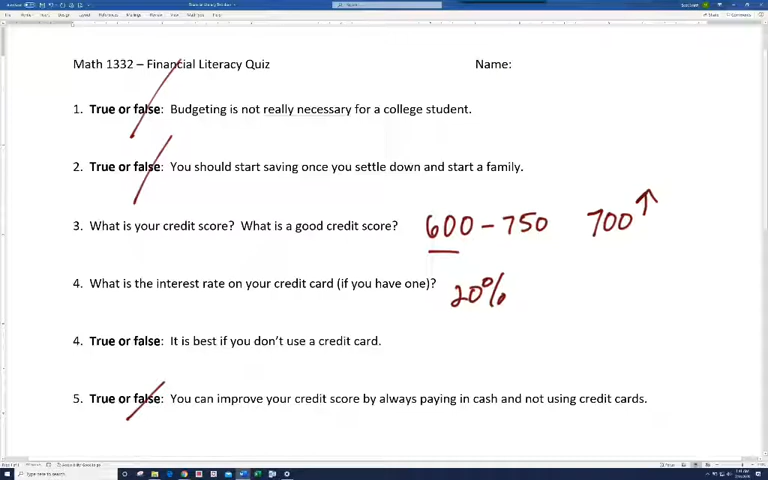 Math 1332 – Financial Literacy Quiz Name:
1. True or false: Budgeting is not really necessary for a college student.
2. True or false: You should start saving once you settle down and start a family.
3. What is your credit score? What is a good credit score? 600 – 750 700 ↑
4. What is the interest rate on your credit card (if you have one)? 20%
4. True or false: It is best if you don't use a credit card.
5. True or false: You can improve your credit score by always paying in cash and not using credit cards.